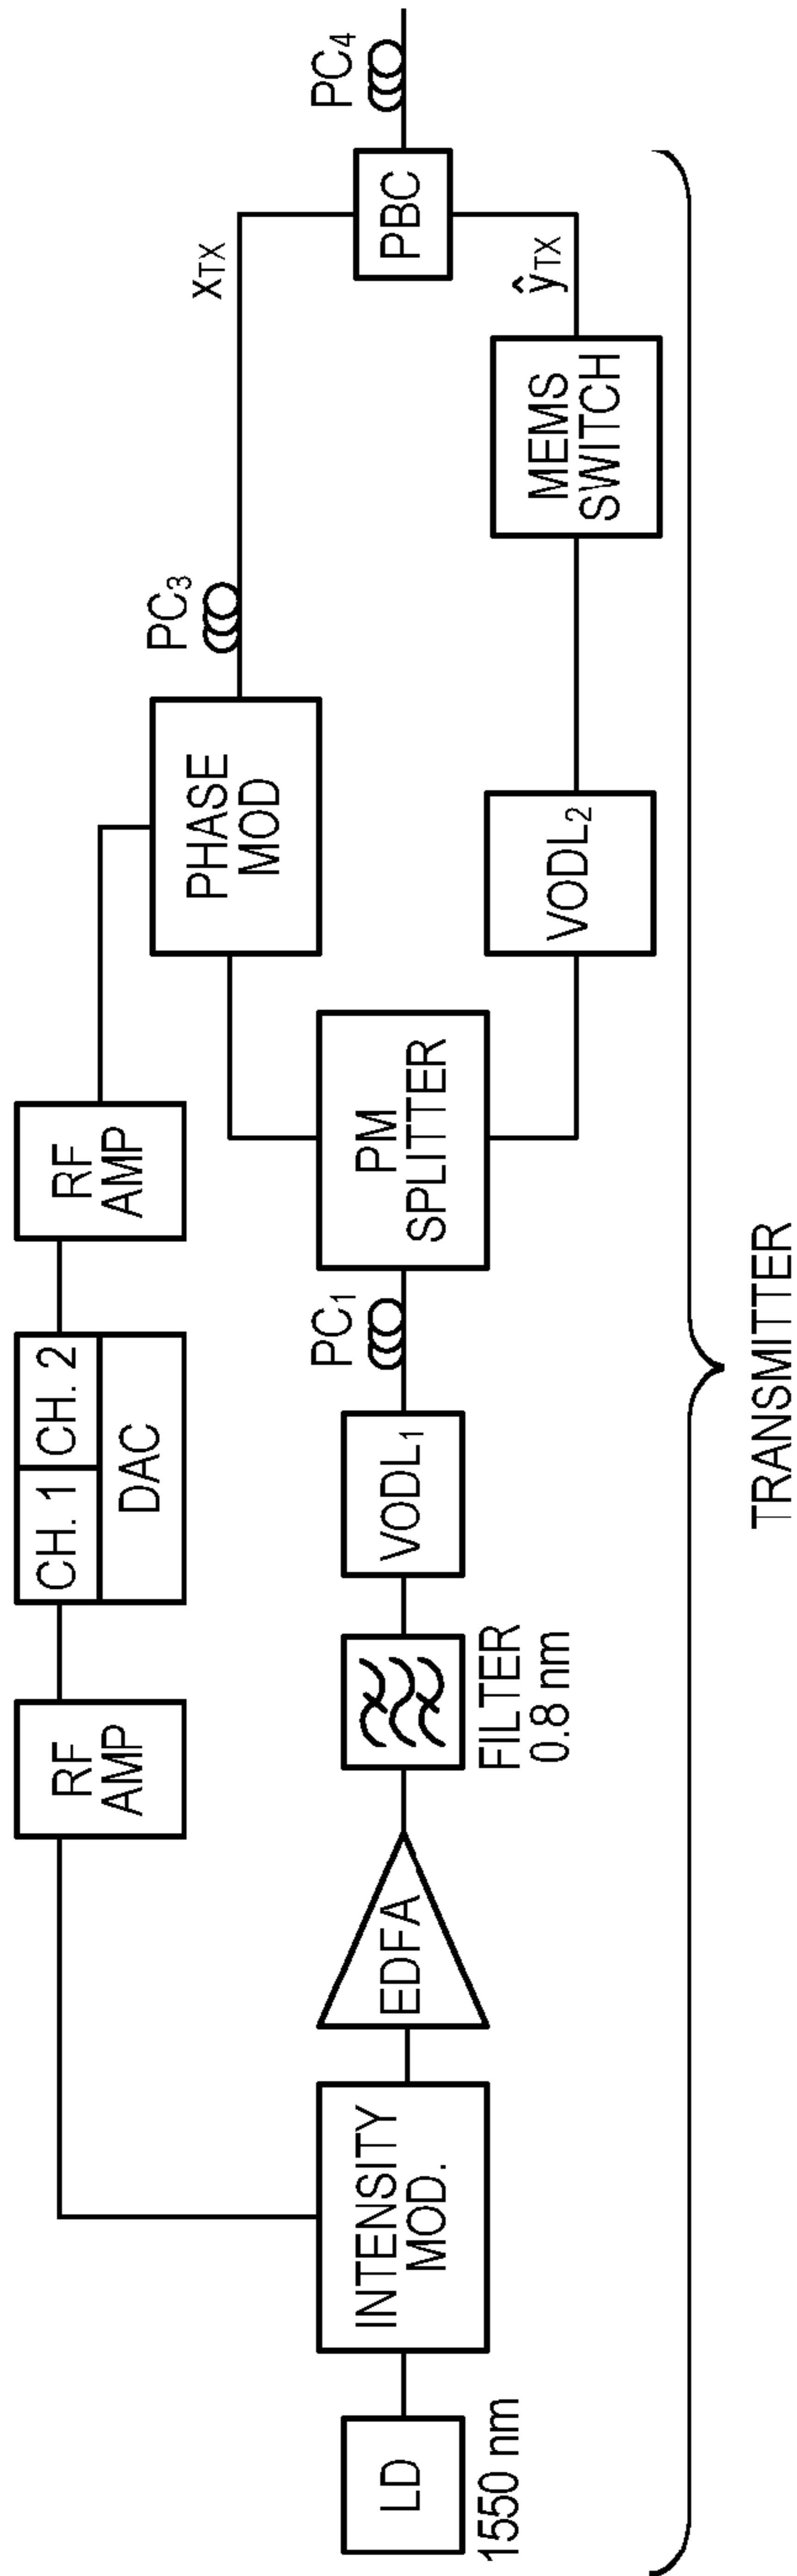 RF
AMP
CH. 1
CH. 2
DAC
RF
AMP
PHASE
MOD
PC₃
xTX
LD
1550 nm
INTENSITY
MOD.
EDFA
FILTER
0.8 nm
VODL₁
PC₁
PM
SPLITTER
VODL₂
MEMS
SWITCH
ŷTX
PBC
PC₄
TRANSMITTER